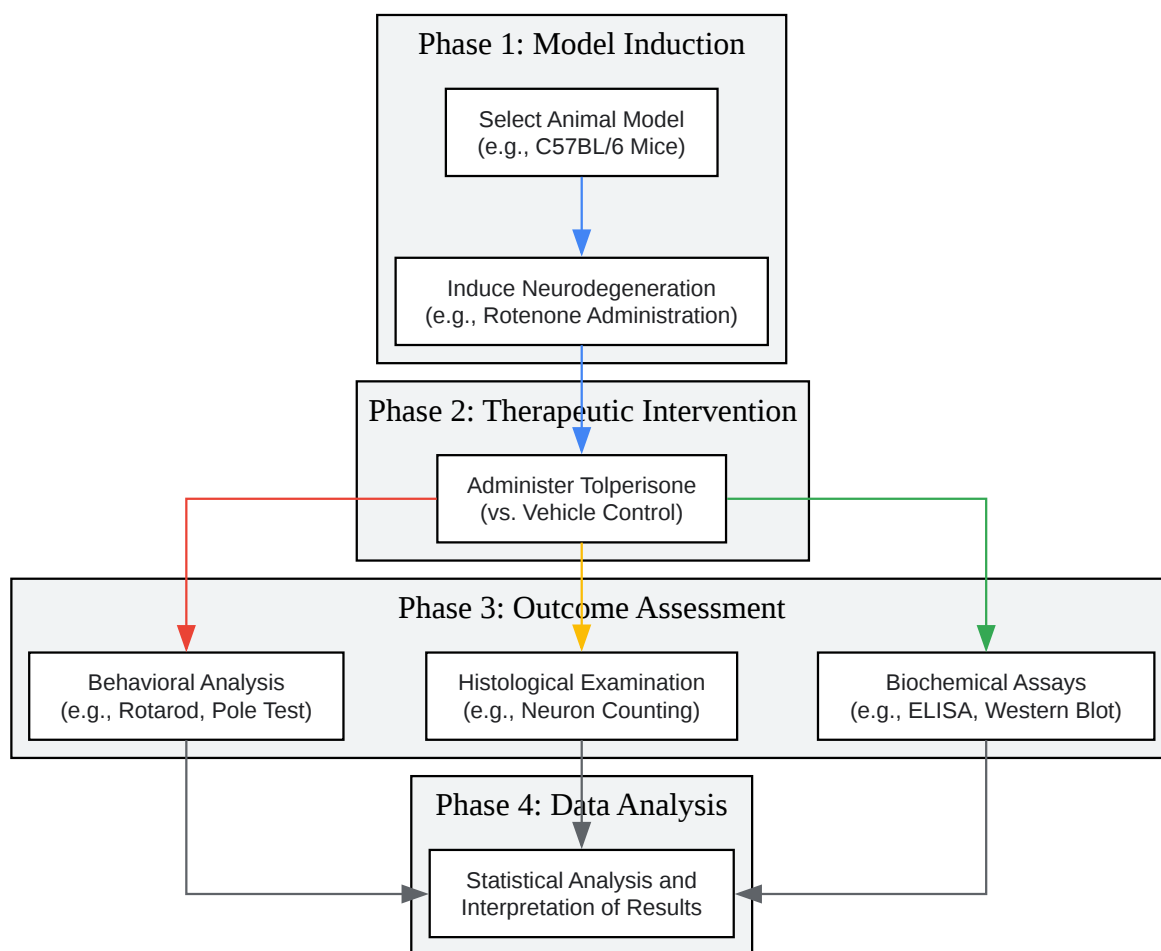 Phase 1: Model Induction
Select Animal Model
(e.g., C57BL/6 Mice)
Induce Neurodegeneration
(e.g., Rotenone Administration)
Phase 2: Therapeutic Intervention
Administer Tolperisone
(vs. Vehicle Control)
Phase 3: Outcome Assessment
Behavioral Analysis
(e.g., Rotarod, Pole Test)
Histological Examination
(e.g., Neuron Counting)
Biochemical Assays
(e.g., ELISA, Western Blot)
Phase 4: Data Analysis
Statistical Analysis and
Interpretation of Results